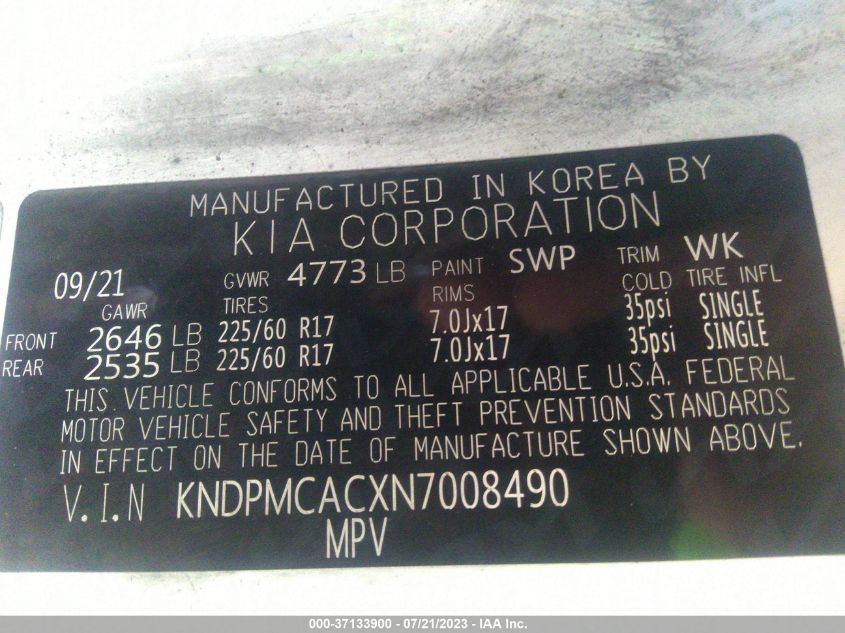 MANUFACTURED IN KOREA BY
KIA CORPORATION
09/21 GVWR 4773 LB PAINT SWP TRIM WK
GAWR TIRES RIMS COLD TIRE INFL
FRONT 2646 LB 225/60 R17 7.0Jx17 35psi SINGLE
REAR 2535 LB 225/60 R17 7.0Jx17 35psi SINGLE
THIS VEHICLE CONFORMS TO ALL APPLICABLE U.S.A. FEDERAL
MOTOR VEHICLE SAFETY AND THEFT PREVENTION STANDARDS
IN EFFECT ON THE DATE OF MANUFACTURE SHOWN ABOVE.
V.I.N KNDPMCACXN7008490
MPV
000-37133900 - 07/21/2023 - IAA Inc.